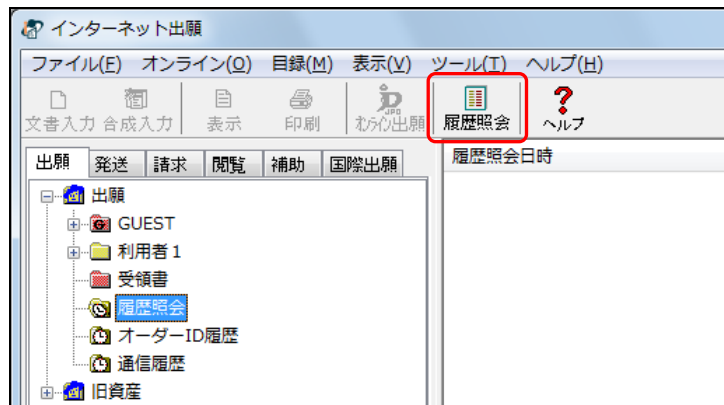 インターネット出願
ファイル(F) オンライン(O) 目録(M) 表示(V) ツール(T) ヘルプ(H)
文書入力 合成入力 表示 印刷 オンライン出願 履歴照会 ヘルプ
出願 発送 請求 閲覧 補助 国際出願
履歴照会日時
出願
GUEST
利用者1
受領書
履歴照会
オーダーID履歴
通信履歴
旧資産